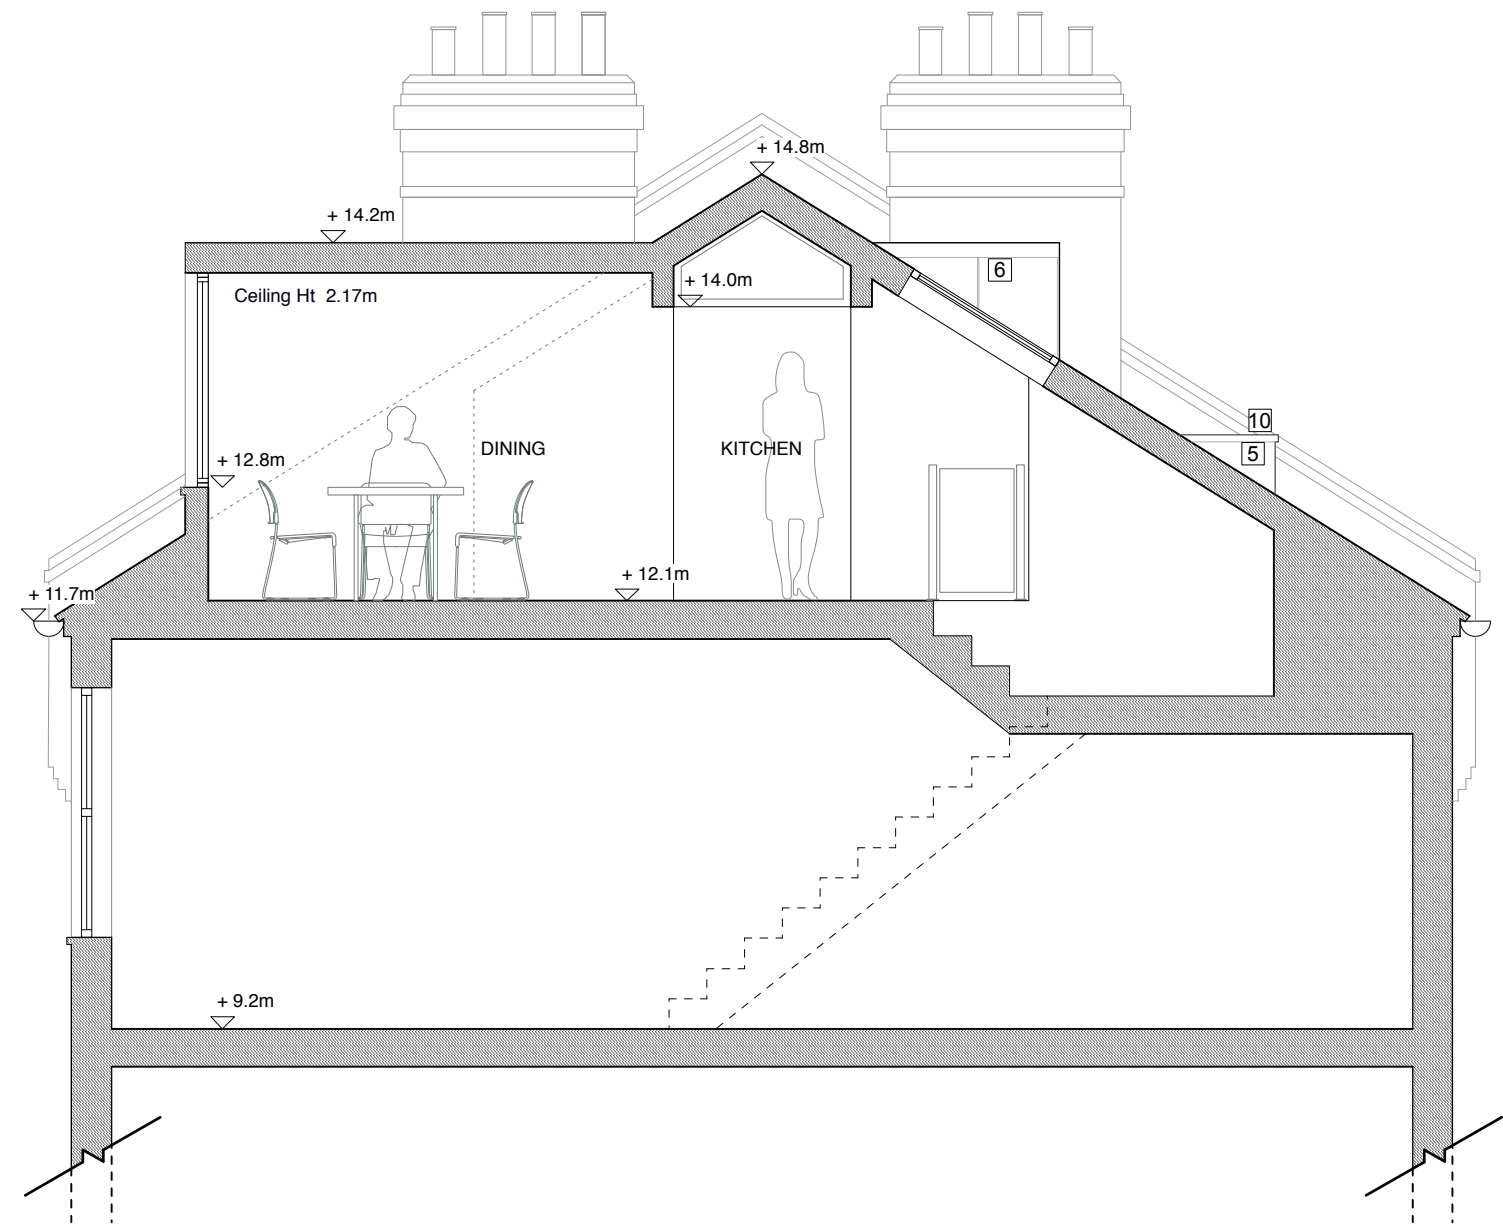 + 14.8m
+ 14.2m
6
+ 14.0m
Ceiling Ht 2.17m
10
DINING
KITCHEN
5
+ 12.8m
+ 12.1m
+ 11.7m
+ 9.2m